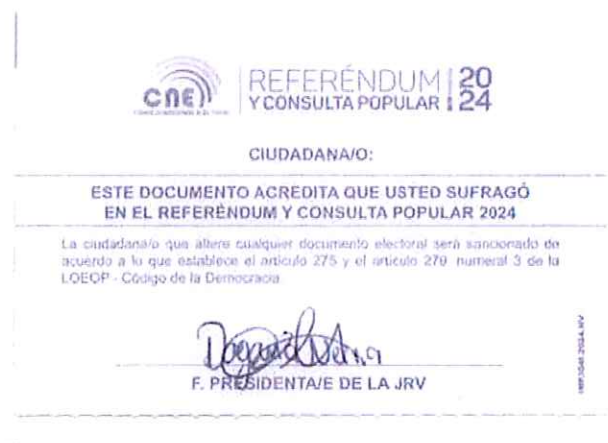 CNE
REFERÉNDUM 20
Y CONSULTA POPULAR 24
CIUDADANA/O:
ESTE DOCUMENTO ACREDITA QUE USTED SUFRAGÓ
EN EL REFERÉNDUM Y CONSULTA POPULAR 2024
La ciudadana/o que altere cualquier documento electoral será sancionado de
acuerdo a lo que establece el artículo 275 y el artículo 279 numeral 3 de la
LOEOP - Código de la Democracia
F. PRESIDENTA/E DE LA JRV